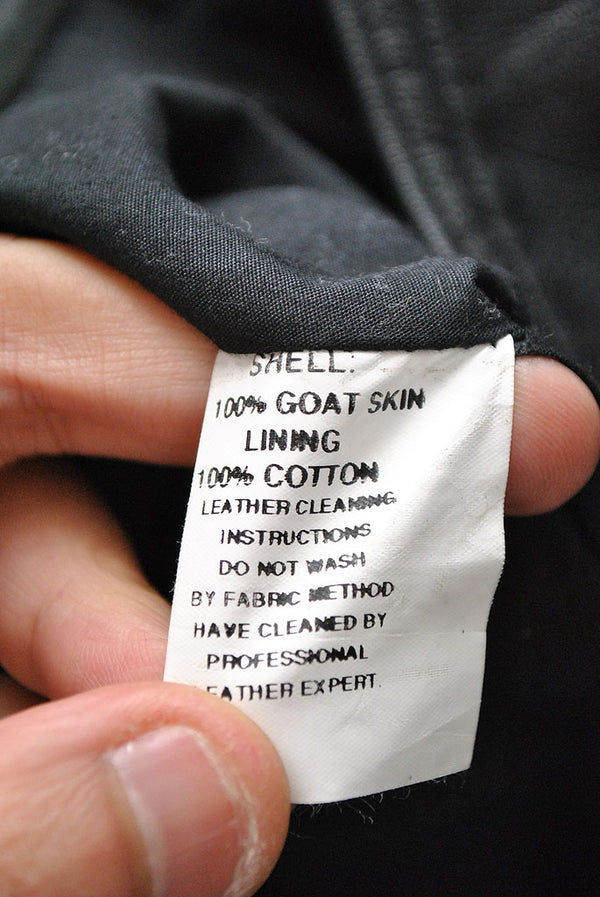 SHELL:
100% GOAT SKIN
LINING
100% COTTON
LEATHER CLEANING
INSTRUCTIONS
DO NOT WASH
BY FABRIC METHOD
HAVE CLEANED BY
PROFESSIONAL
EATHER EXPERT.